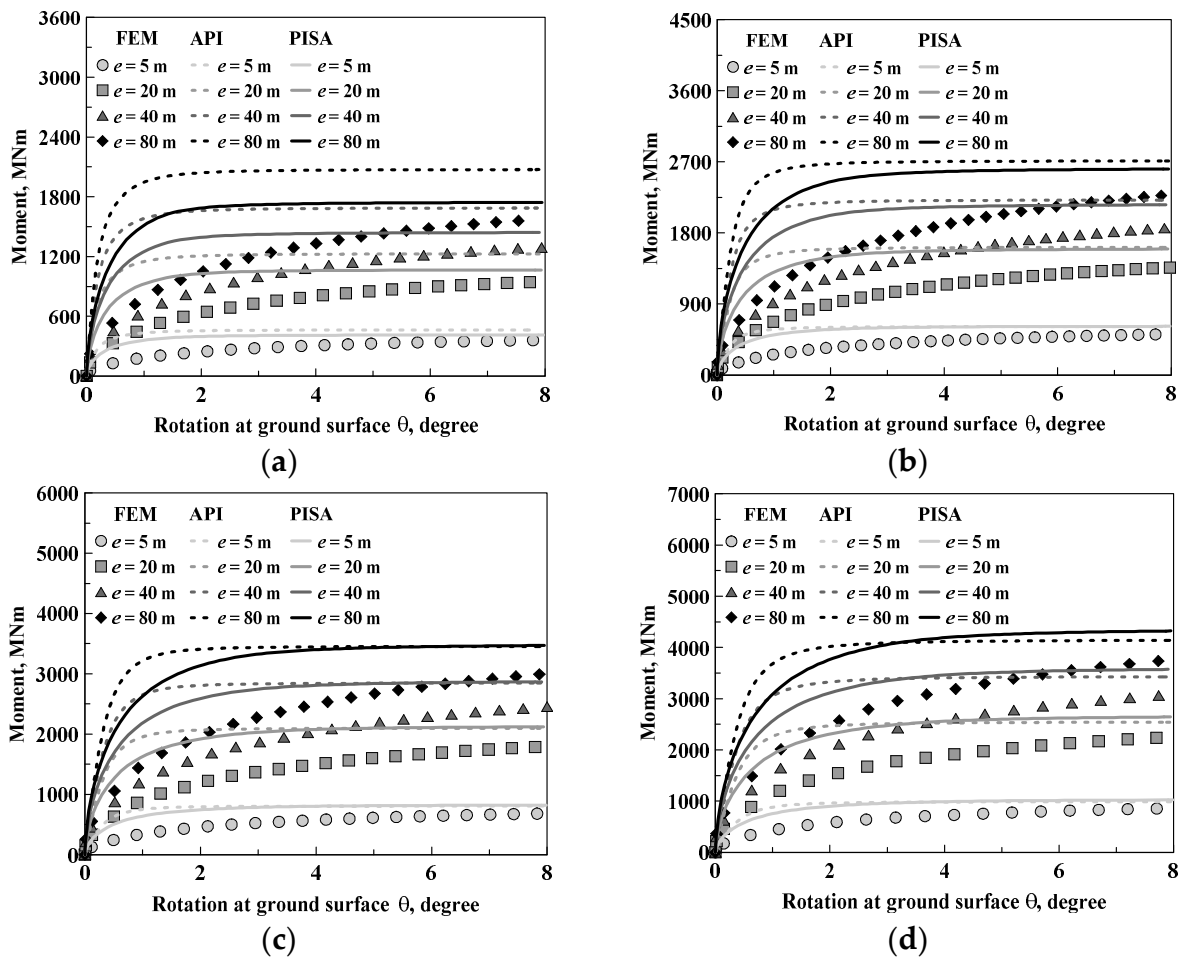 3600
3000
2400
1800
1200
600
0
Moment, MNm
FEM API PISA
e = 5 m e = 5 m e = 5 m
e = 20 m e = 20 m e = 20 m
e = 40 m e = 40 m e = 40 m
e = 80 m e = 80 m e = 80 m
0 2 4 6 8
Rotation at ground surface θ, degree
(a)
4500
3600
2700
1800
900
0
Moment, MNm
FEM API PISA
e = 5 m e = 5 m e = 5 m
e = 20 m e = 20 m e = 20 m
e = 40 m e = 40 m e = 40 m
e = 80 m e = 80 m e = 80 m
0 2 4 6 8
Rotation at ground surface θ, degree
(b)
6000
5000
4000
3000
2000
1000
0
Moment, MNm
FEM API PISA
e = 5 m e = 5 m e = 5 m
e = 20 m e = 20 m e = 20 m
e = 40 m e = 40 m e = 40 m
e = 80 m e = 80 m e = 80 m
0 2 4 6 8
Rotation at ground surface θ, degree
(c)
7000
6000
5000
4000
3000
2000
1000
0
Moment, MNm
FEM API PISA
e = 5 m e = 5 m e = 5 m
e = 20 m e = 20 m e = 20 m
e = 40 m e = 40 m e = 40 m
e = 80 m e = 80 m e = 80 m
0 2 4 6 8
Rotation at ground surface θ, degree
(d)